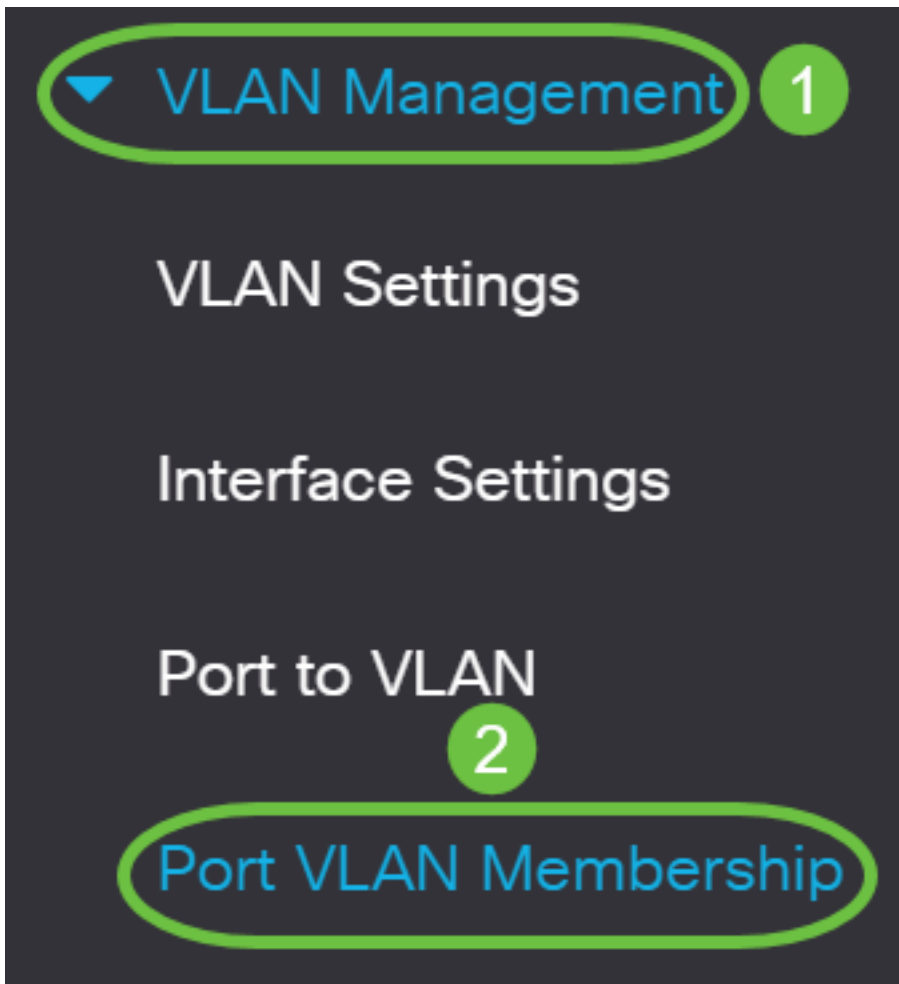 VLAN Management 1
VLAN Settings
Interface Settings
Port to VLAN
2
Port VLAN Membership